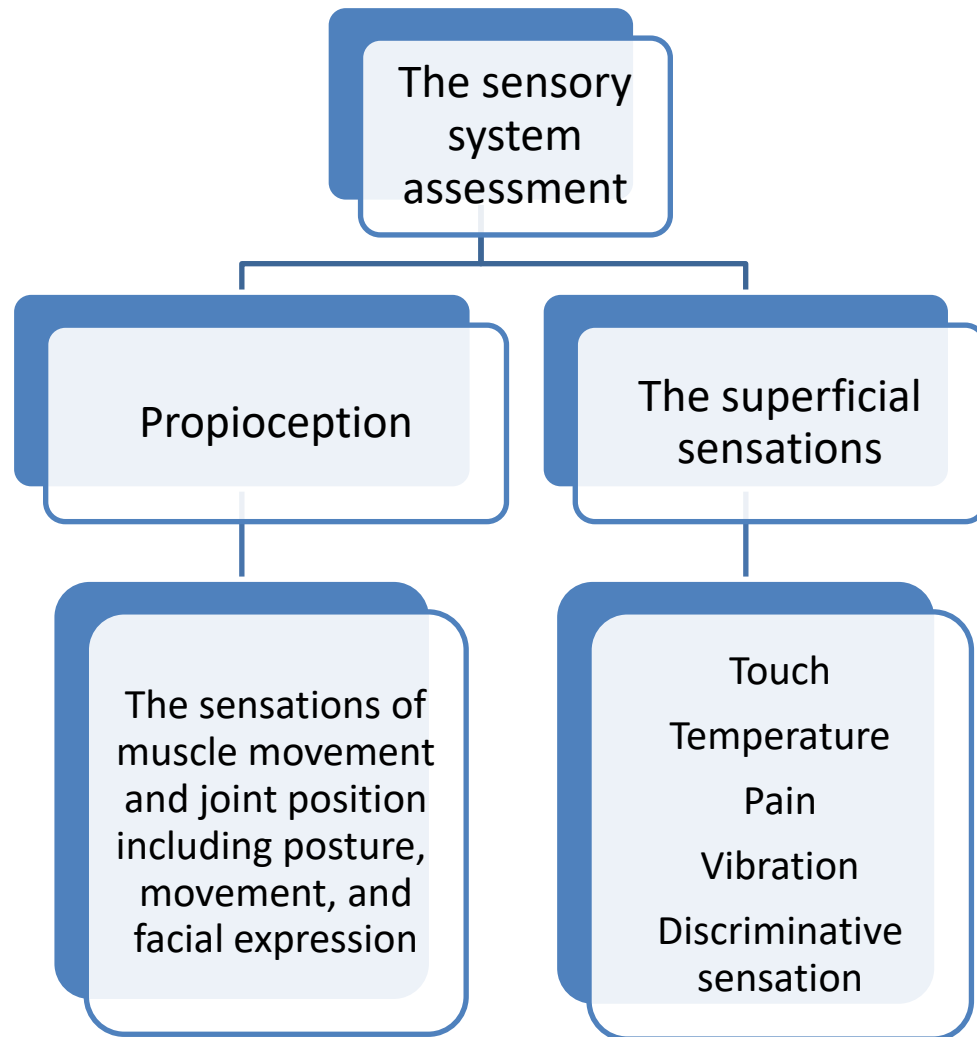 The sensory
system
assessment
Propioception
The superficial
sensations
The sensations of
muscle movement
and joint position
including posture,
movement, and
facial expression
Touch
Temperature
Pain
Vibration
Discriminative
sensation